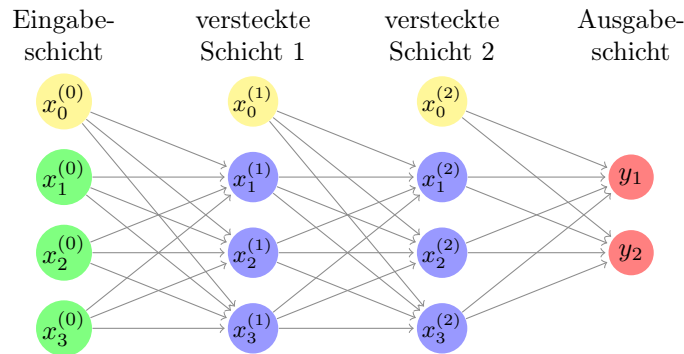 Eingabe-
schicht
versteckte
Schicht 1
versteckte
Schicht 2
Ausgabe-
schicht
x_0^{(0)} x_0^{(1)} x_0^{(2)}
x_1^{(0)} x_1^{(1)} x_1^{(2)} y_1
x_2^{(0)} x_2^{(1)} x_2^{(2)} y_2
x_3^{(0)} x_3^{(1)} x_3^{(2)}